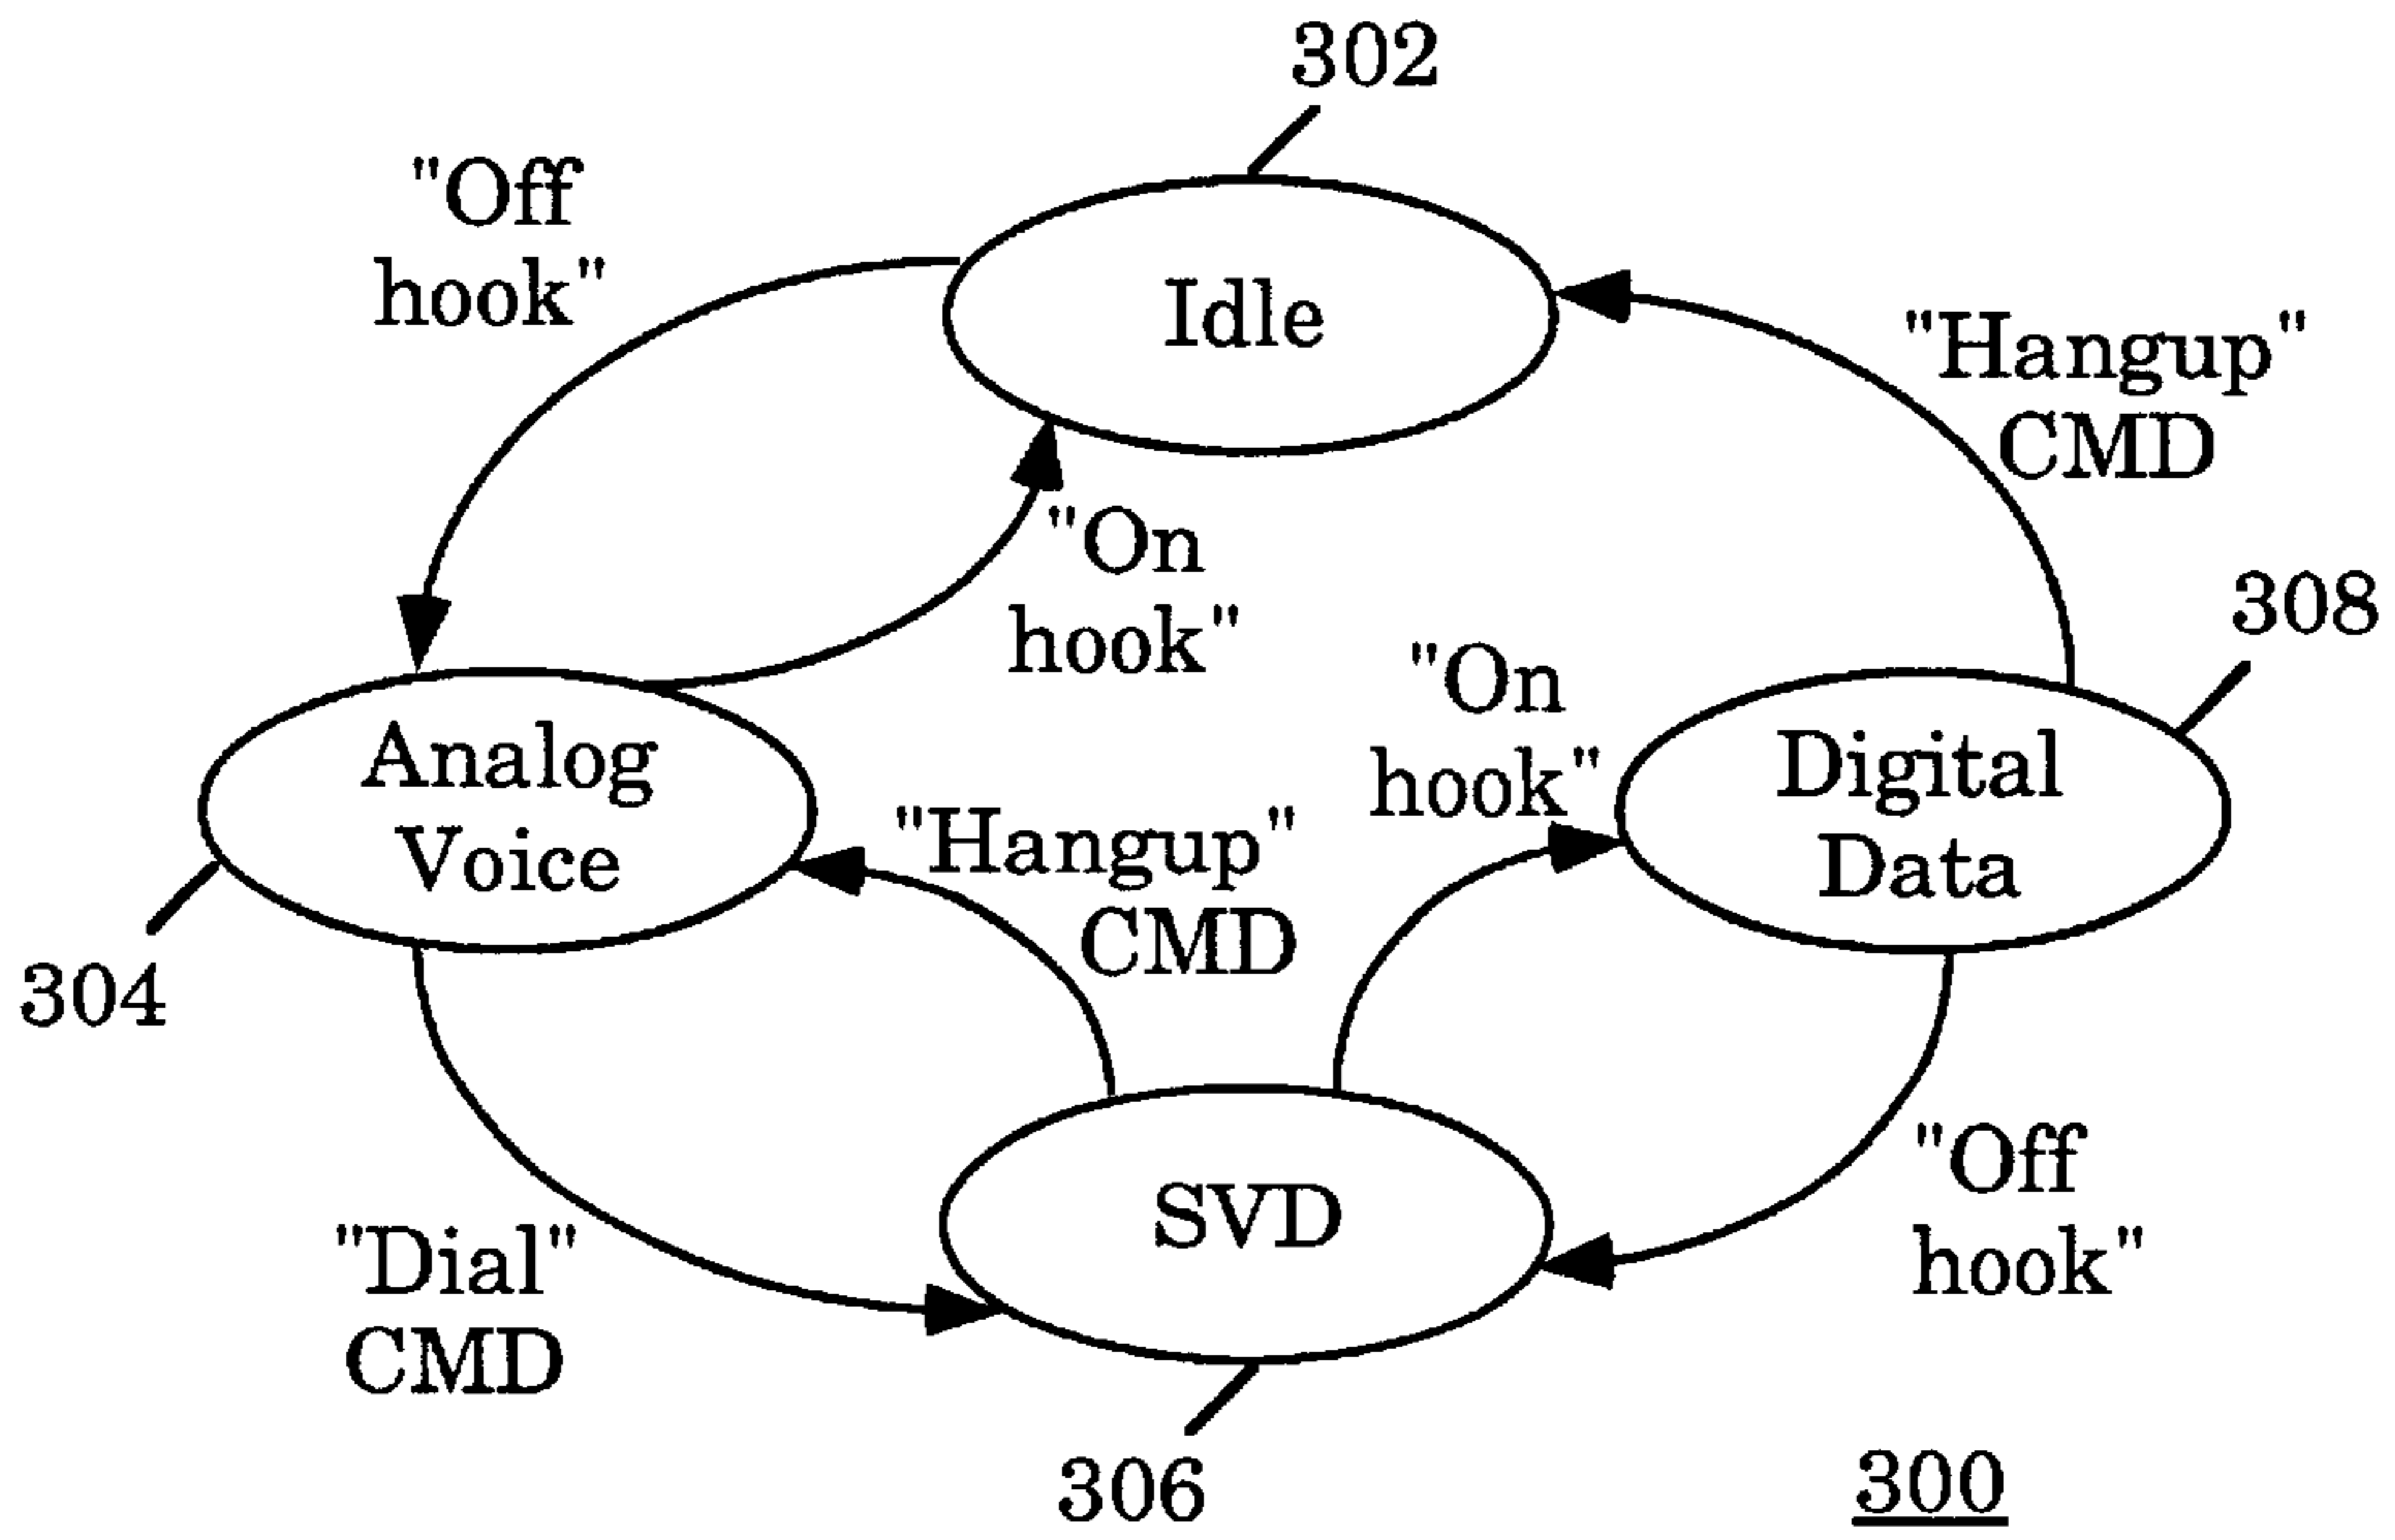 302
"Off
hook"
Idle
"Hangup"
CMD
"On
hook"
308
"On
hook"
Analog
Voice
Digital
Data
"Hangup"
CMD
304
"Off
hook"
SVD
"Dial"
CMD
306
300